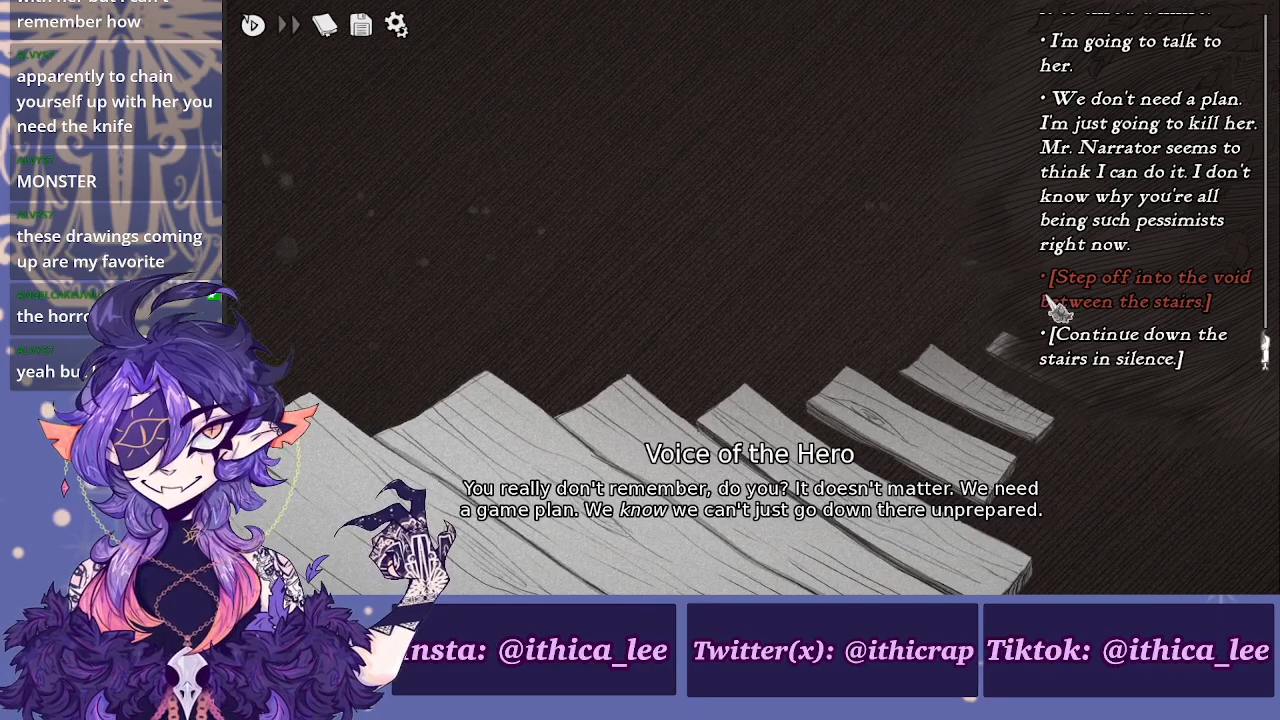 remember how
ALVY57
apparently to chain
yourself up with her you
need the knife
ALVY57
MONSTER
ALVY57
these drawings coming
up are my favorite
the horro
ALVY57
yeah bu
• I'm going to talk to
her.
• We don't need a plan.
I'm just going to kill her.
Mr. Narrator seems to
think I can do it. I don't
know why you're all
being such pessimists
right now.
• [Step off into the void
between the stairs.]
• [Continue down the
stairs in silence.]
Voice of the Hero
You really don't remember, do you? It doesn't matter. We need
a game plan. We know we can't just go down there unprepared.
Insta: @ithica_lee
Twitter(x): @ithicrap
Tiktok: @ithica_lee